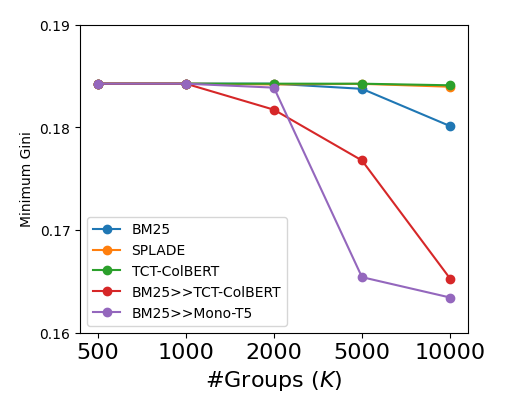 0.19
0.18
0.17
0.16
Minimum Gini
BM25
SPLADE
TCT-ColBERT
BM25>>TCT-ColBERT
BM25>>Mono-T5
500 1000 2000 5000 10000
#Groups (K)